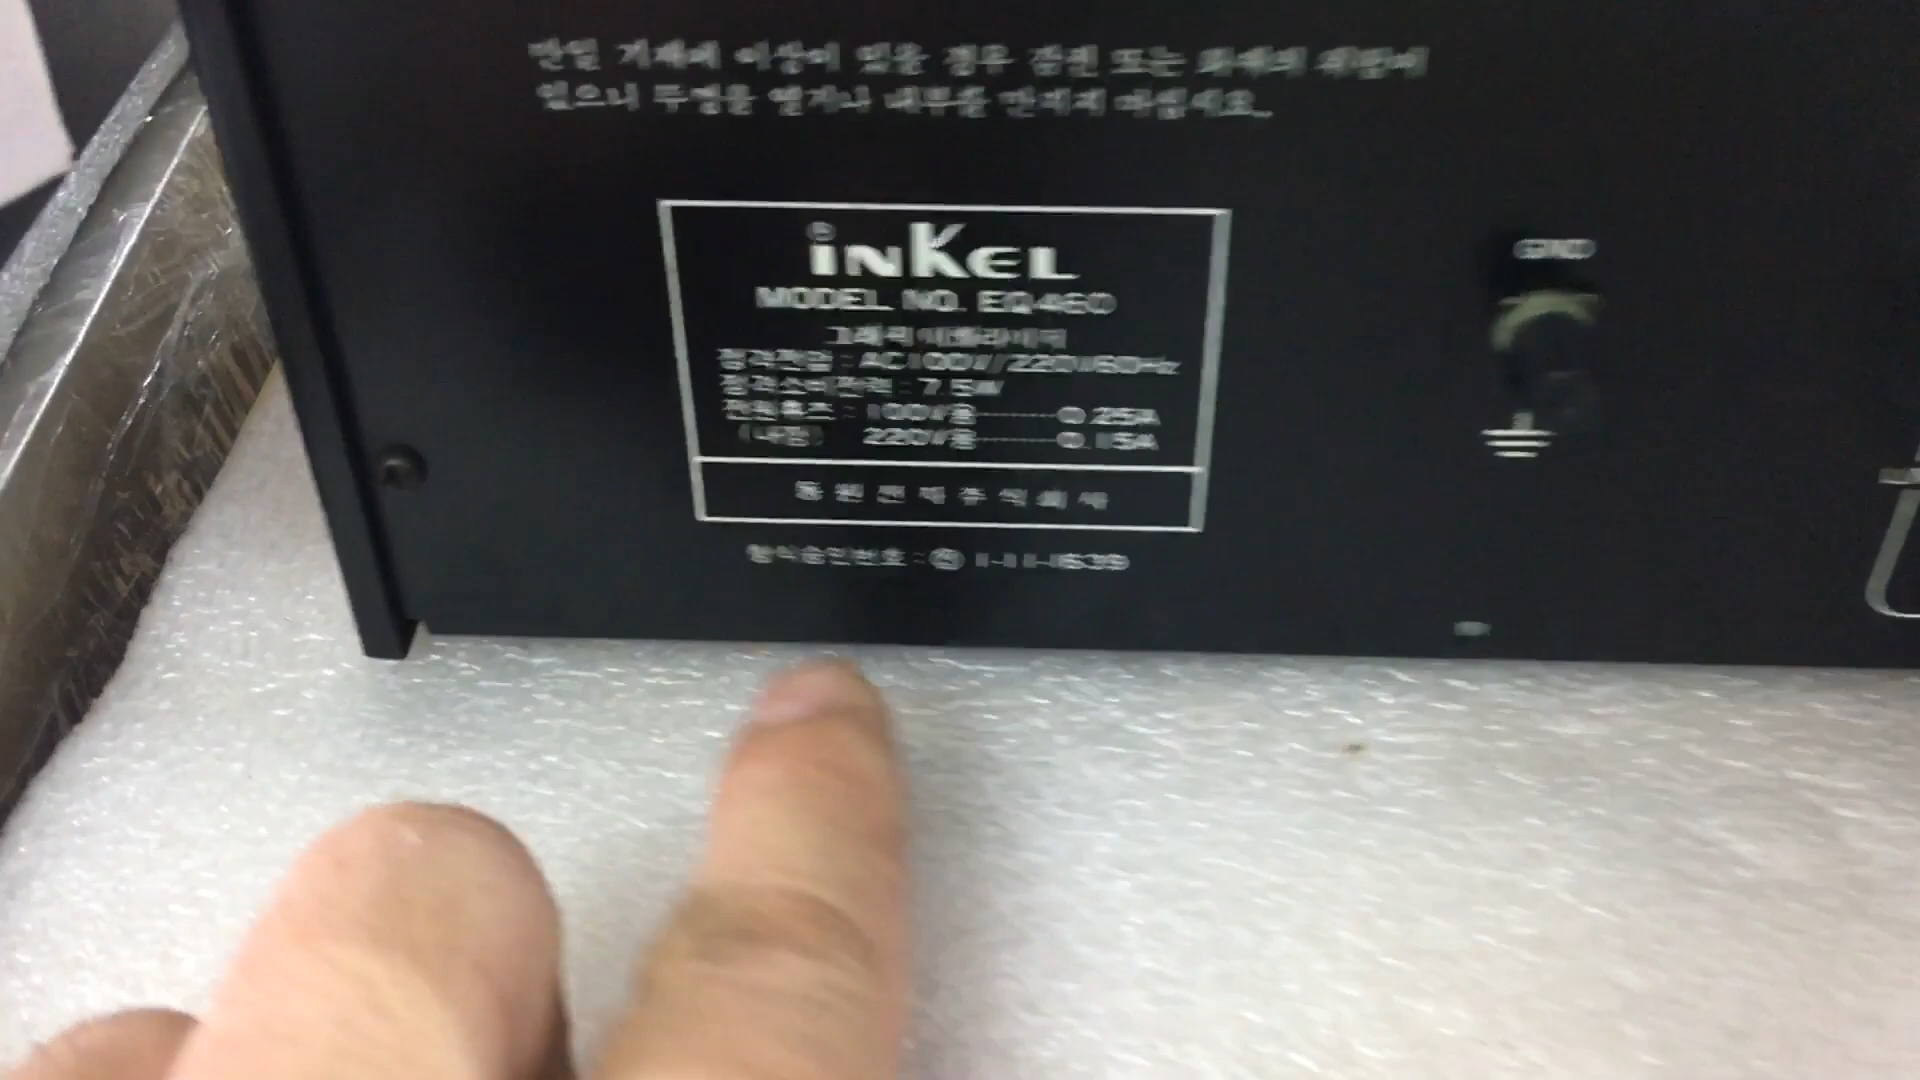 만일 기재에 이상이 있을 경우 감전 또는 화재의 위험이
있으니 뚜껑을 열거나 내부를 만지지 마십시오.
inKEL
MODEL NO. EQ460
그래픽 이퀄라이저
정격전압 : AC100V/220V60Hz
정격소비전력 : 7.5W
전원휴즈 : 100V용 0.25A
(내장) 220V용 0.15A
동원전자주식회사
형식승인번호 : 1-11-1639
GND